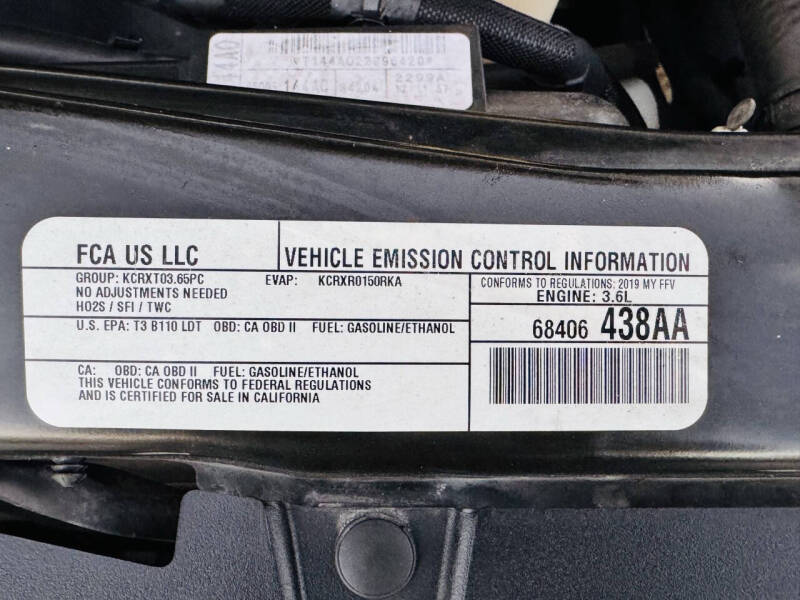 FCA US LLC
VEHICLE EMISSION CONTROL INFORMATION
GROUP: KCRXT03.65PC EVAP: KCRXR0150RKA
NO ADJUSTMENTS NEEDED
HO2S / SFI / TWC
CONFORMS TO REGULATIONS: 2019 MY FFV
ENGINE: 3.6L
U.S. EPA: T3 B110 LDT OBD: CA OBD II FUEL: GASOLINE/ETHANOL
68406 438AA
CA: OBD: CA OBD II FUEL: GASOLINE/ETHANOL
THIS VEHICLE CONFORMS TO FEDERAL REGULATIONS
AND IS CERTIFIED FOR SALE IN CALIFORNIA